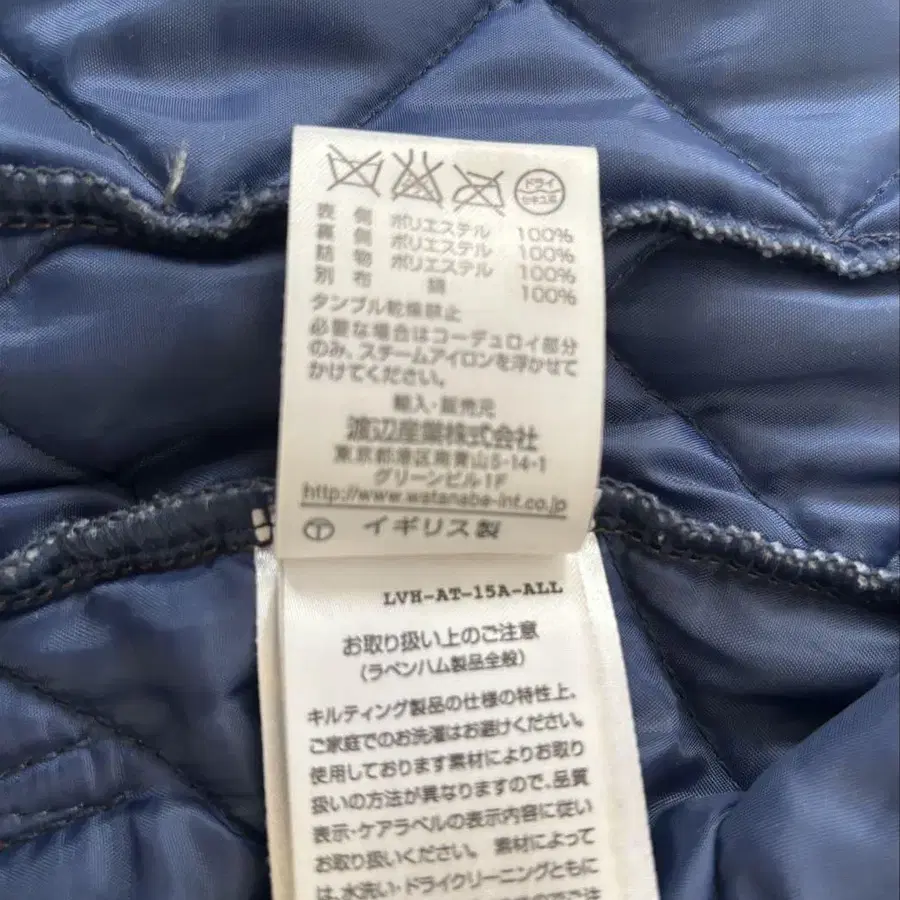 ドライ
セキユ系
表 側 ポリエステル 100%
裏 側 ポリエステル 100%
詰 物 ポリエステル 100%
別 布 綿 100%
タンブル乾燥禁止
必要な場合はコーデュロイ部分
のみ、スチームアイロンを浮かせて
かけてください。
輸入・販売元
渡辺産業株式会社
東京都港区南青山5-14-1
グリーンビル1F
http://www.watanabe-int.co.jp
Ⓣ イギリス製
LVH-AT-15A-ALL
お取り扱い上のご注意
(ラベンハム製品全般)
キルティング製品の仕様の特性上、
ご家庭でのお洗濯はお避けください。
使用しております素材によりお取り
扱いの方法が異なりますので、品質
表示・ケアラベルの表示内容に従い
お取り扱いください。 素材によって
は、水洗い・ドライクリーニングともに